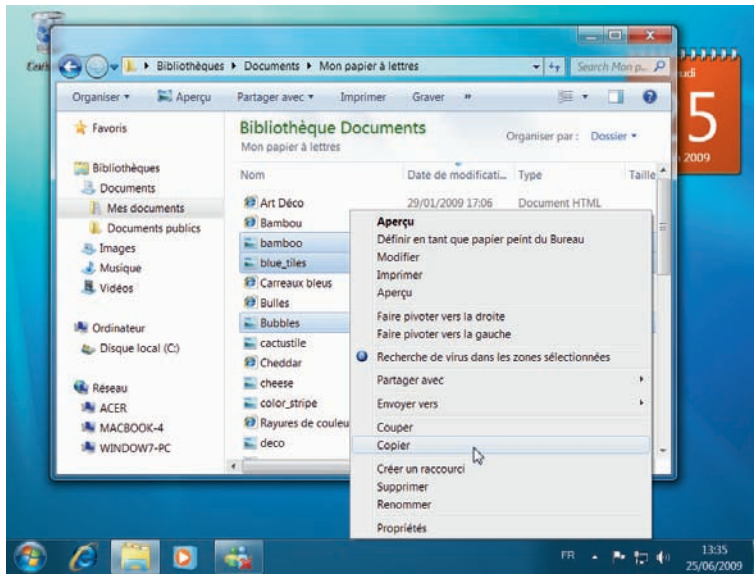 Bibliothèques Documents Mon papier à lettres
Search Mon p...
Organiser Aperçu Partager avec Imprimer Graver »
Favoris
Bibliothèques
Documents
Mes documents
Documents publics
Images
Musique
Vidéos
Ordinateur
Disque local (C:)
Réseau
ACER
MACBOOK-4
WINDOW7-PC
Bibliothèque Documents
Mon papier à lettres
Organiser par : Dossier
Nom Date de modificati... Type Taille
Art Déco 29/01/2009 17:06 Document HTML
Bambou
bamboo
blue_tiles
Carreaux bleus
Bulles
Bubbles
cactustile
Cheddar
cheese
color_stripe
Rayures de couleu
deco
Aperçu
Définir en tant que papier peint du Bureau
Modifier
Imprimer
Aperçu
Faire pivoter vers la droite
Faire pivoter vers la gauche
Recherche de virus dans les zones sélectionnées
Partager avec
Envoyer vers
Couper
Copier
Créer un raccourci
Supprimer
Renommer
Propriétés
udi
5
2009
FR
13:35
25/06/2009